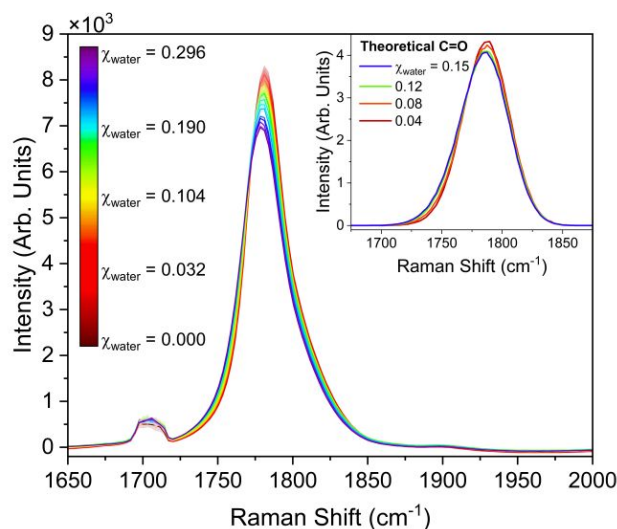 ×10³
9
8
7
6
5
4
3
2
1
0
Intensity (Arb. Units)
χwater = 0.296
χwater = 0.190
χwater = 0.104
χwater = 0.032
χwater = 0.000
1650 1700 1750 1800 1850 1900 1950 2000
Raman Shift (cm⁻¹)
Theoretical C=O
χwater = 0.15
0.12
0.08
0.04
4
3
2
1
0
Intensity (Arb. Units)
1700 1750 1800 1850
Raman Shift (cm⁻¹)